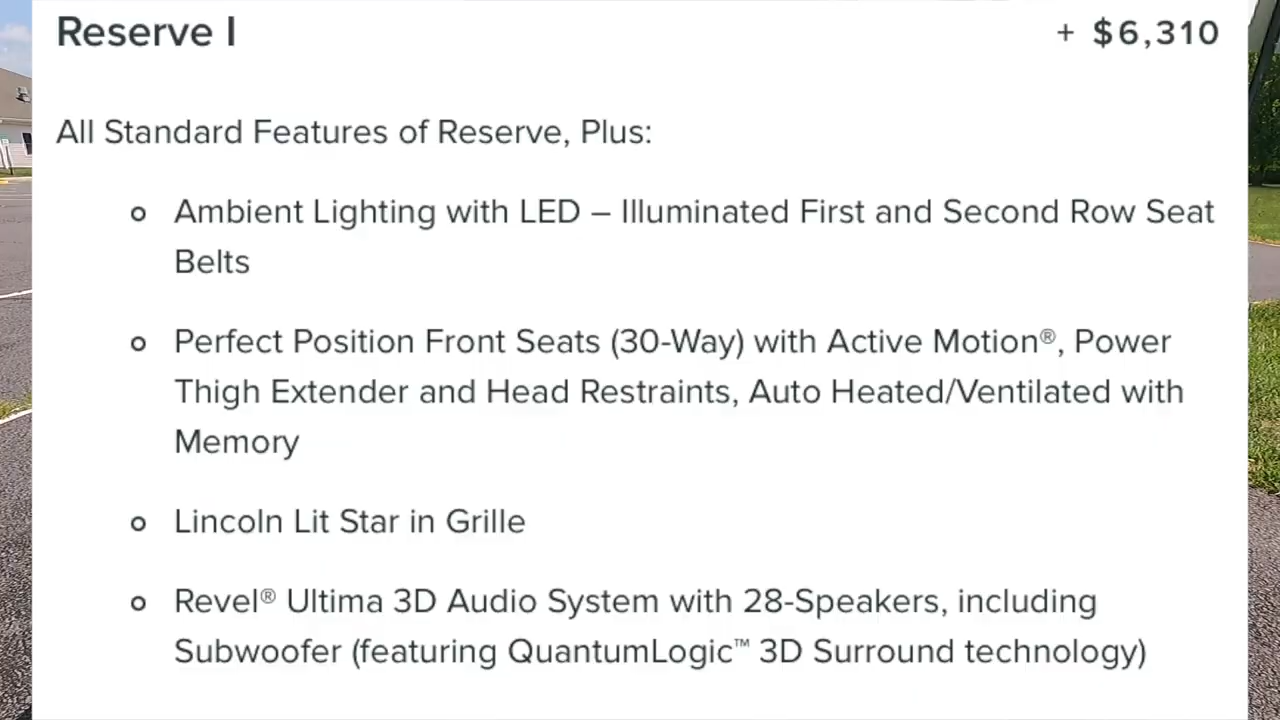 Reserve I + $6,310
All Standard Features of Reserve, Plus:
Ambient Lighting with LED – Illuminated First and Second Row Seat
Belts
Perfect Position Front Seats (30-Way) with Active Motion®, Power
Thigh Extender and Head Restraints, Auto Heated/Ventilated with
Memory
Lincoln Lit Star in Grille
Revel® Ultima 3D Audio System with 28-Speakers, including
Subwoofer (featuring QuantumLogic™ 3D Surround technology)